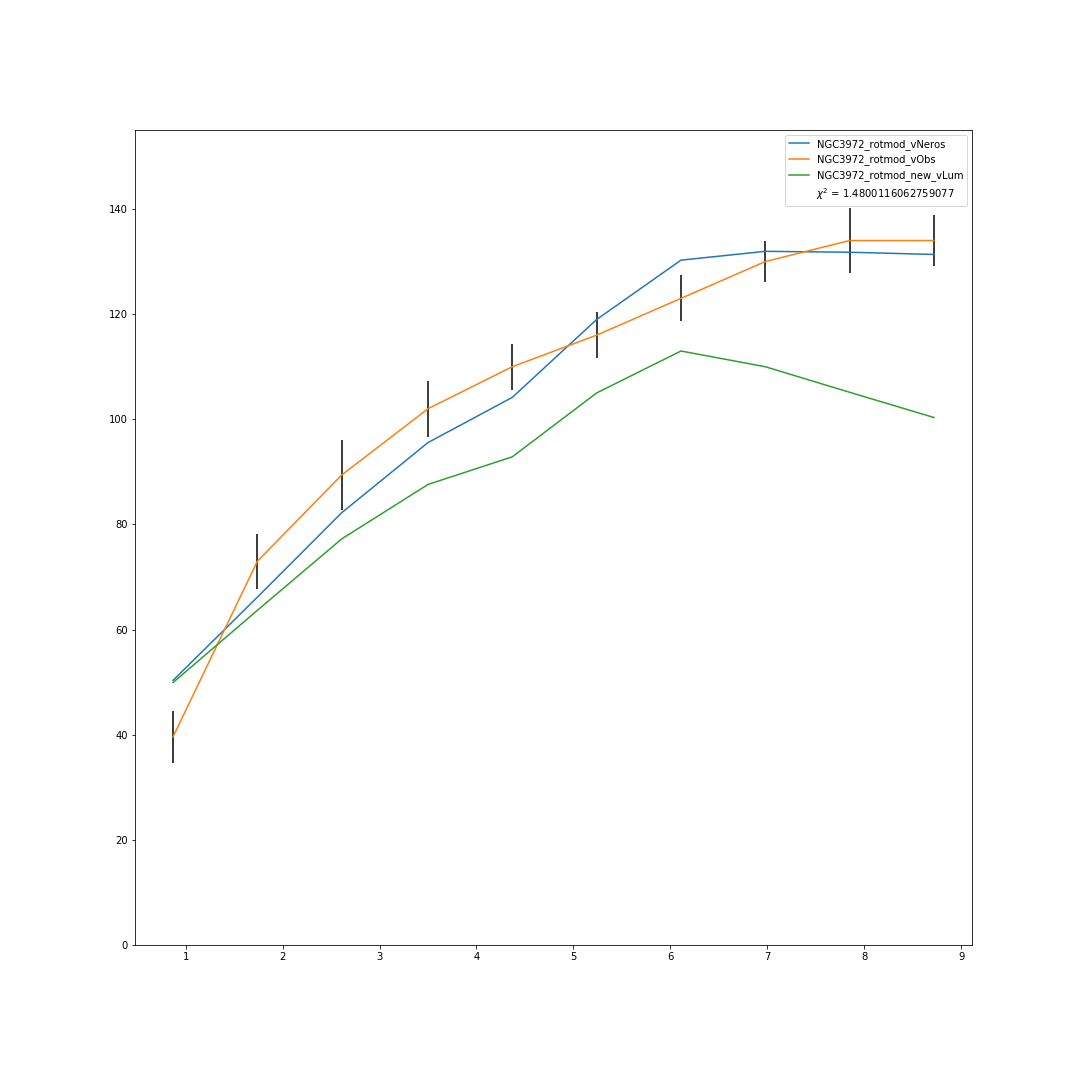 NGC3972_rotmod_vNeros
NGC3972_rotmod_vObs
NGC3972_rotmod_new_vLum
χ² = 1.4800116062759077
140
120
100
80
60
40
20
0
1 2 3 4 5 6 7 8 9